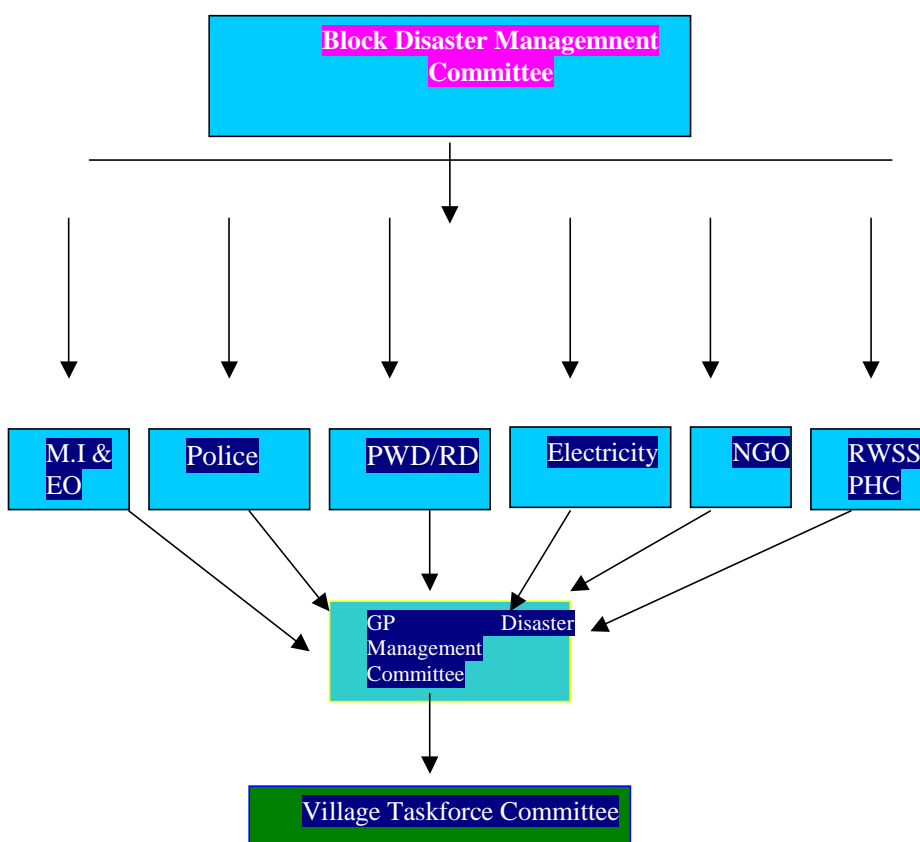 Block Disaster Managemnent
Committee
M.I &
EO
Police
PWD/RD
Electricity
NGO
RWSS
PHC
GP Disaster
Management
Committee
Village Taskforce Committee